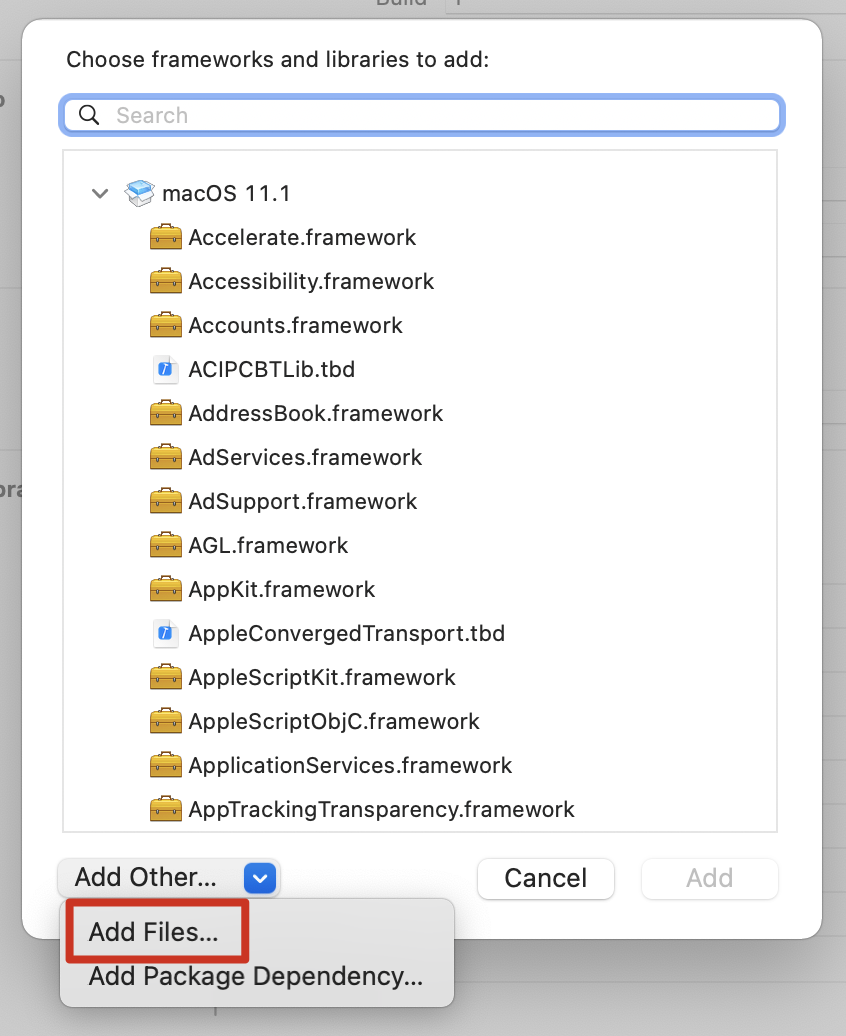 Build
Choose frameworks and libraries to add:
Search
macOS 11.1
Accelerate.framework
Accessibility.framework
Accounts.framework
ACIPCBTLib.tbd
AddressBook.framework
AdServices.framework
AdSupport.framework
AGL.framework
AppKit.framework
AppleConvergedTransport.tbd
AppleScriptKit.framework
AppleScriptObjC.framework
ApplicationServices.framework
AppTrackingTransparency.framework
Add Other...
Cancel
Add
Add Files...
Add Package Dependency...